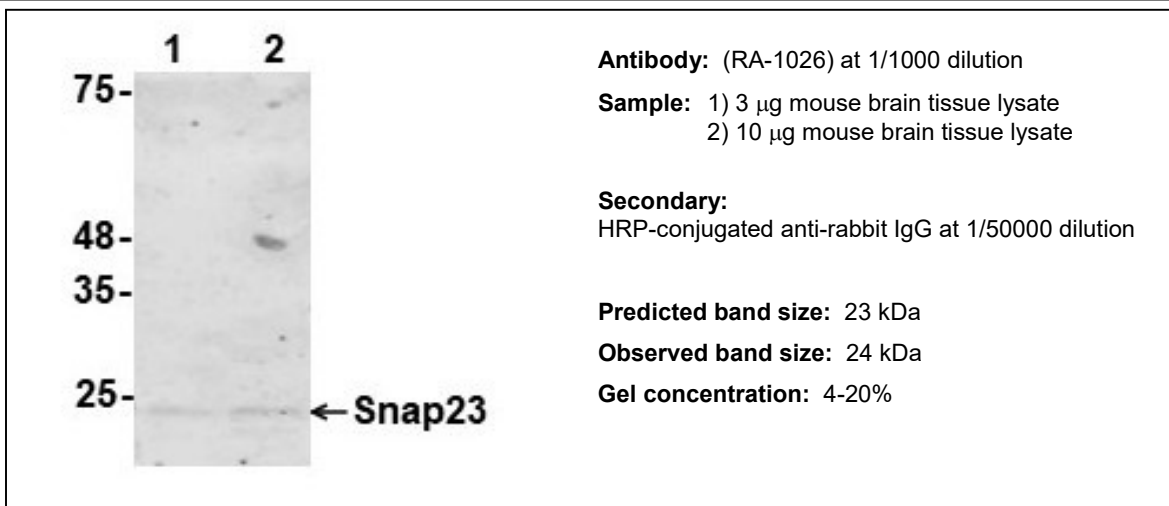 1 2
75-
48-
35-
25-
←Snap23
Antibody: (RA-1026) at 1/1000 dilution
Sample: 1) 3 μg mouse brain tissue lysate
2) 10 μg mouse brain tissue lysate
Secondary:
HRP-conjugated anti-rabbit IgG at 1/50000 dilution
Predicted band size: 23 kDa
Observed band size: 24 kDa
Gel concentration: 4-20%